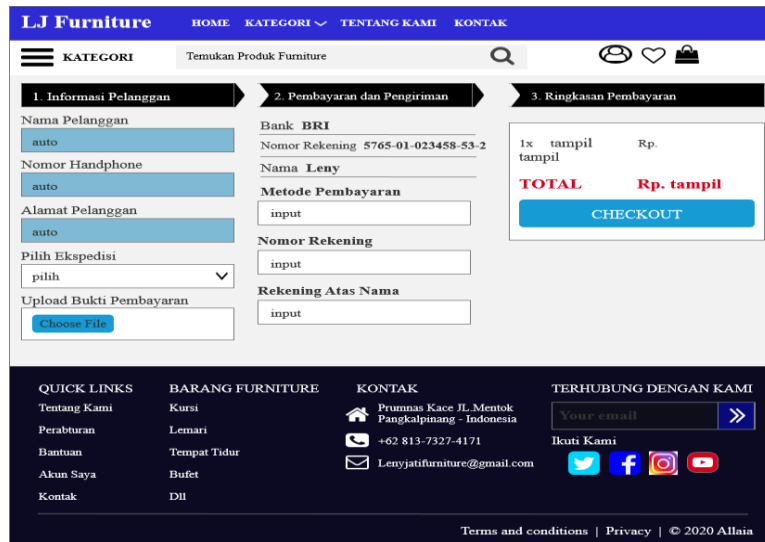 LJ Furniture HOME KATEGORI TENTANG KAMI KONTAK
KATEGORI Temukan Produk Furniture
1. Informasi Pelanggan
Nama Pelanggan
auto
Nomor Handphone
auto
Alamat Pelanggan
auto
Pilih Ekspedisi
pilih
Upload Bukti Pembayaran
Choose File
2. Pembayaran dan Pengiriman
Bank BRI
Nomor Rekening 5765-01-023458-53-2
Nama Leny
Metode Pembayaran
input
Nomor Rekening
input
Rekening Atas Nama
input
3. Ringkasan Pembayaran
1x tampil Rp.
tampil
TOTAL Rp. tampil
CHECKOUT
QUICK LINKS
Tentang Kami
Perabturan
Bantuan
Akun Saya
Kontak
BARANG FURNITURE
Kursi
Lemari
Tempat Tidur
Bufet
Dll
KONTAK
Prumnas Kace JL.Mentok
Pangkalpinang - Indonesia
+62 813-7327-4171
Lenyjatifurniture@gmail.com
TERHUBUNG DENGAN KAMI
Your email
Ikuti Kami
Terms and conditions | Privacy | © 2020 Allaia